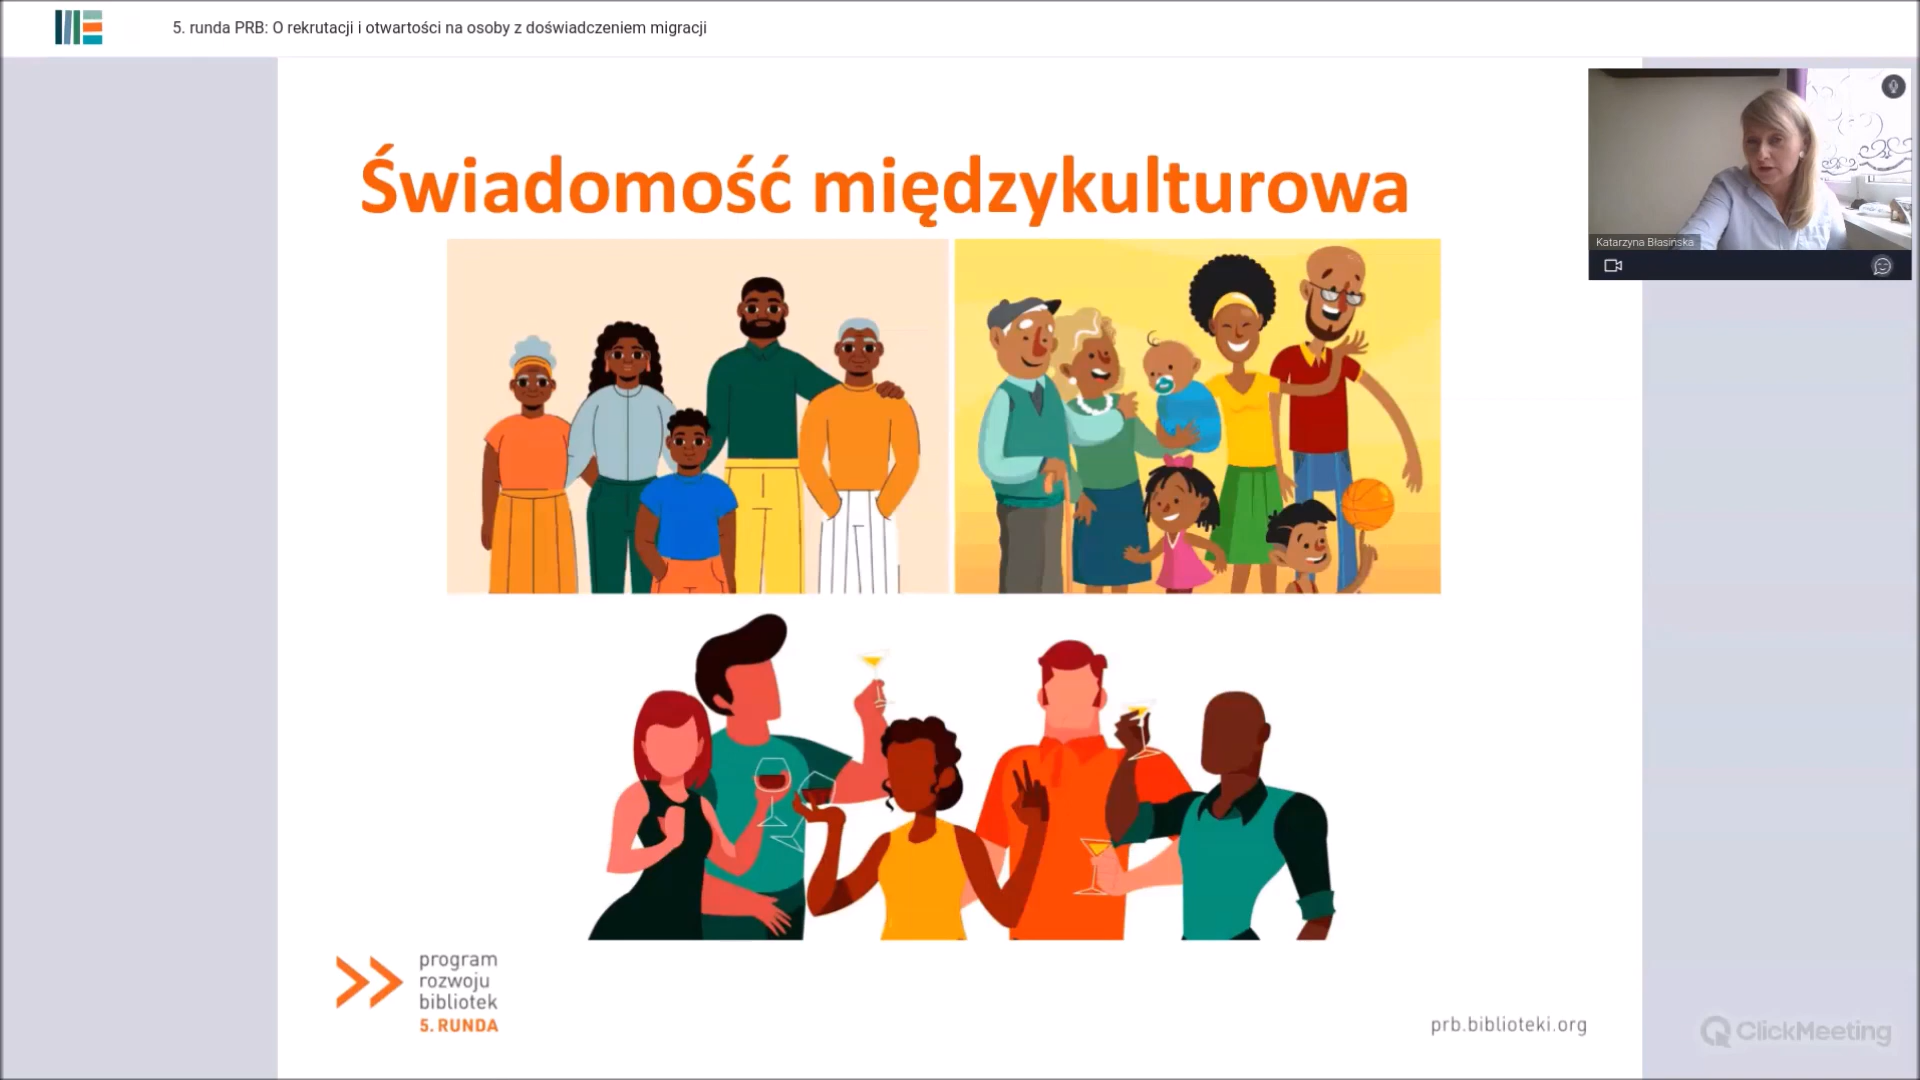 5. runda PRB: O rekrutacji i otwartości na osoby z doświadczeniem migracji
Świadomość międzykulturowa
Katarzyna Błasińska
program
rozwoju
bibliotek
5. RUNDA
prb.biblioteki.org
ClickMeeting